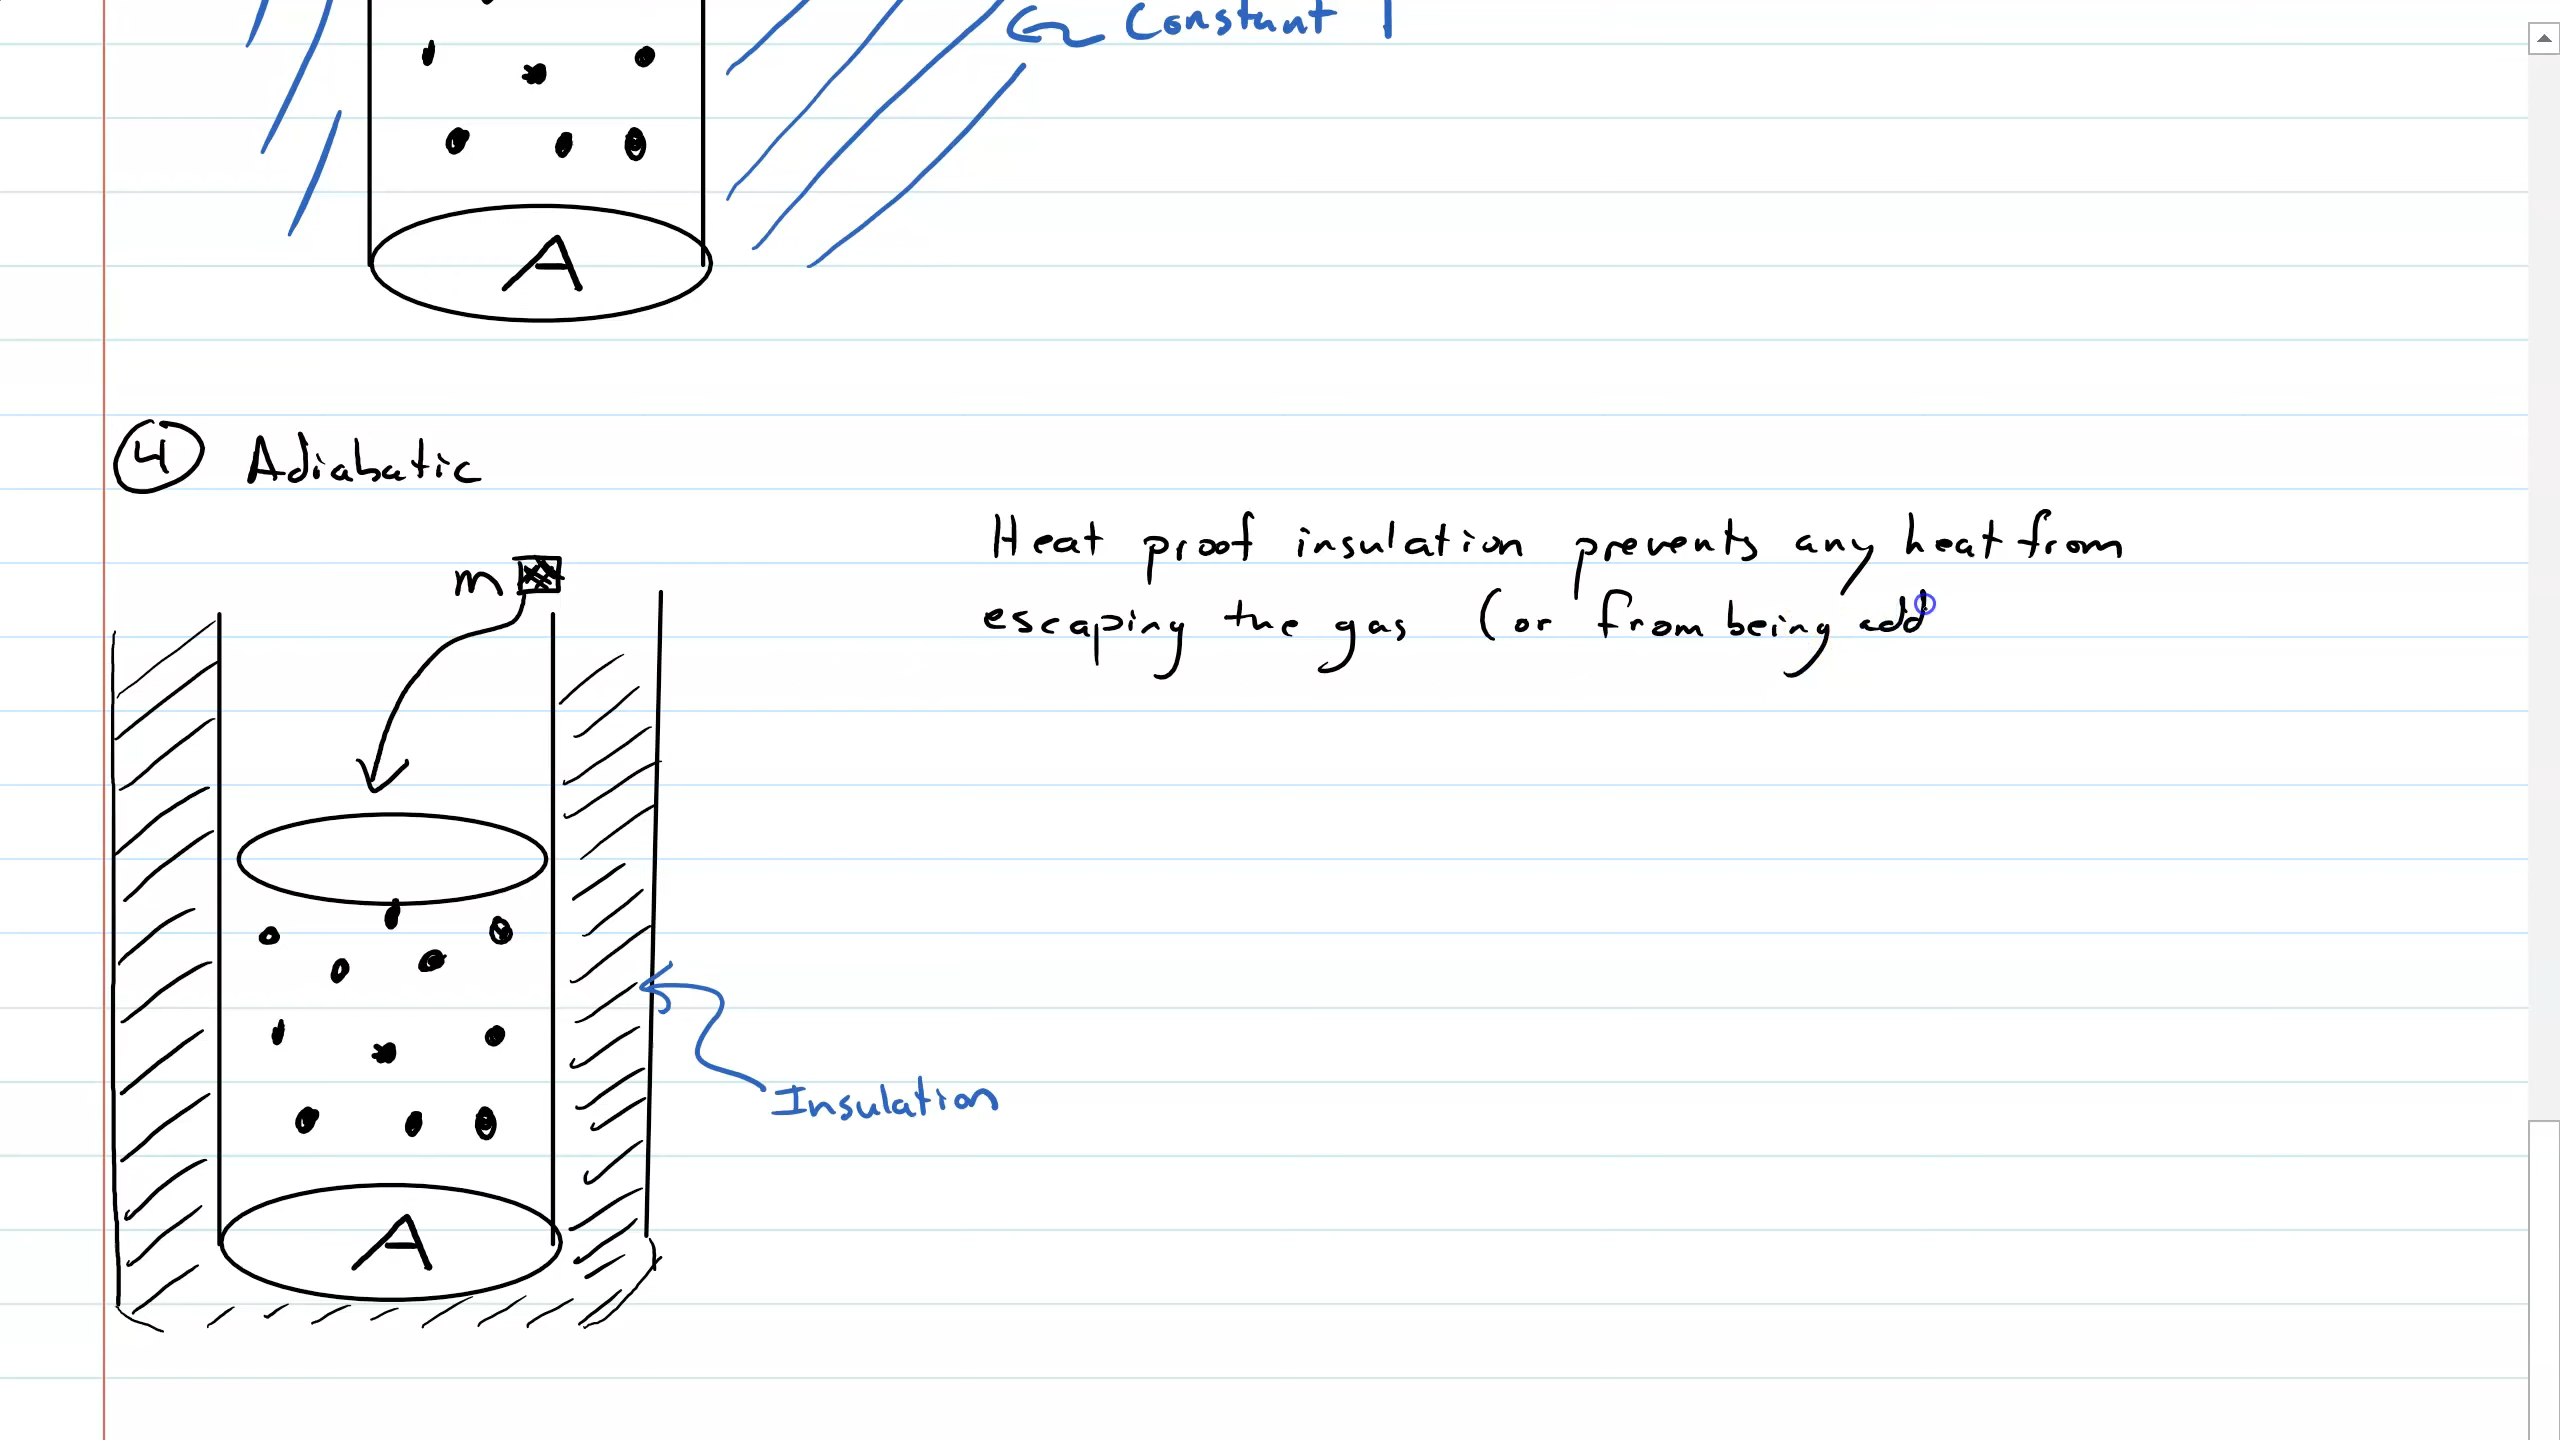 Constant
A
④ Adiabatic
Heat proof insulation prevents any heat from
escaping the gas (or from being add
m
Insulation
A